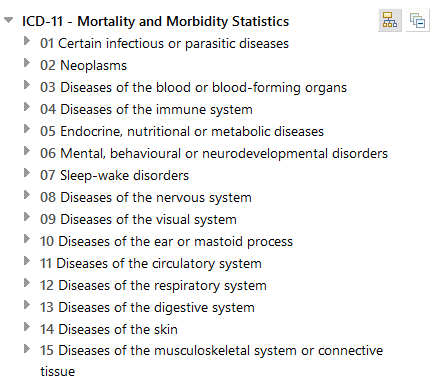 ICD-11 - Mortality and Morbidity Statistics
01 Certain infectious or parasitic diseases
02 Neoplasms
03 Diseases of the blood or blood-forming organs
04 Diseases of the immune system
05 Endocrine, nutritional or metabolic diseases
06 Mental, behavioural or neurodevelopmental disorders
07 Sleep-wake disorders
08 Diseases of the nervous system
09 Diseases of the visual system
10 Diseases of the ear or mastoid process
11 Diseases of the circulatory system
12 Diseases of the respiratory system
13 Diseases of the digestive system
14 Diseases of the skin
15 Diseases of the musculoskeletal system or connective
tissue